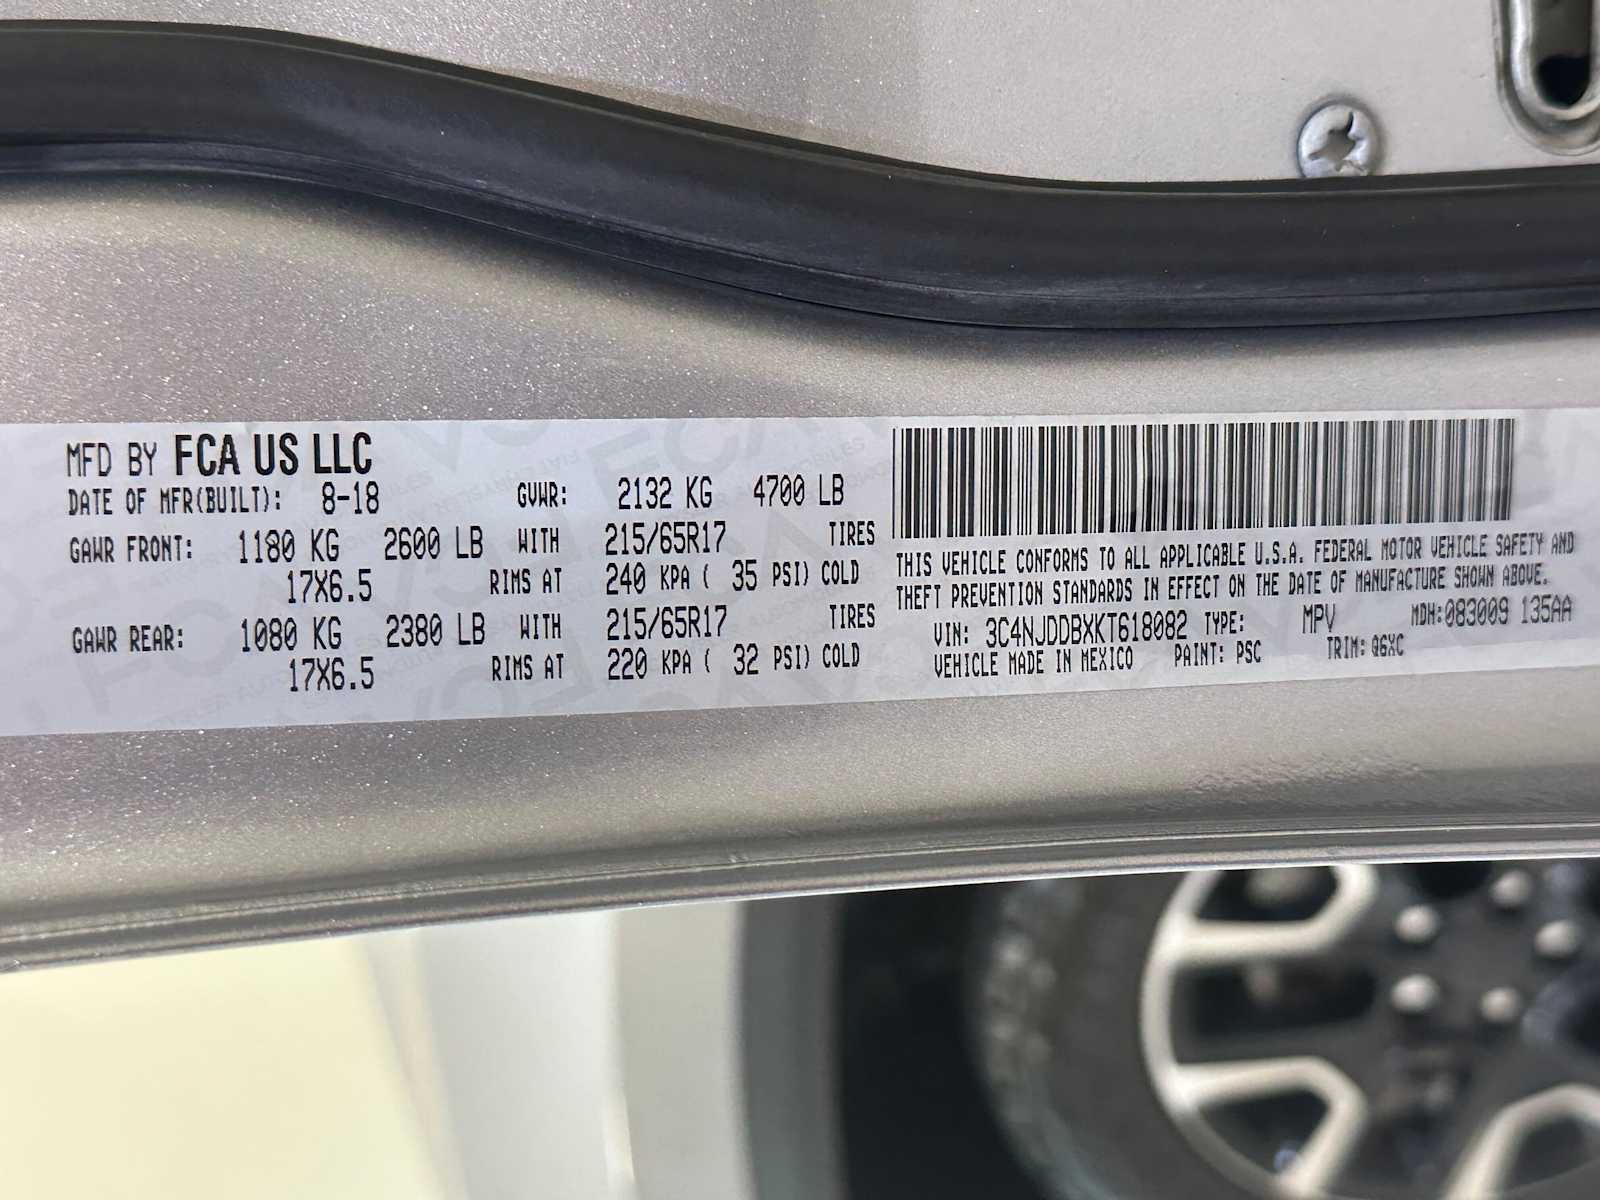 MFD BY FCA US LLC
DATE OF MFR(BUILT): 8-18 GVWR: 2132 KG 4700 LB
GAWR FRONT: 1180 KG 2600 LB WITH 215/65R17 TIRES
17X6.5 RIMS AT 240 KPA ( 35 PSI) COLD
GAWR REAR: 1080 KG 2380 LB WITH 215/65R17 TIRES
17X6.5 RIMS AT 220 KPA ( 32 PSI) COLD
THIS VEHICLE CONFORMS TO ALL APPLICABLE U.S.A. FEDERAL MOTOR VEHICLE SAFETY AND
THEFT PREVENTION STANDARDS IN EFFECT ON THE DATE OF MANUFACTURE SHOWN ABOVE.
VIN: 3C4NJDDBXKT618082 TYPE: MPV MDH:083009 135AA
VEHICLE MADE IN MEXICO PAINT: PSC TRIM: Q6XC